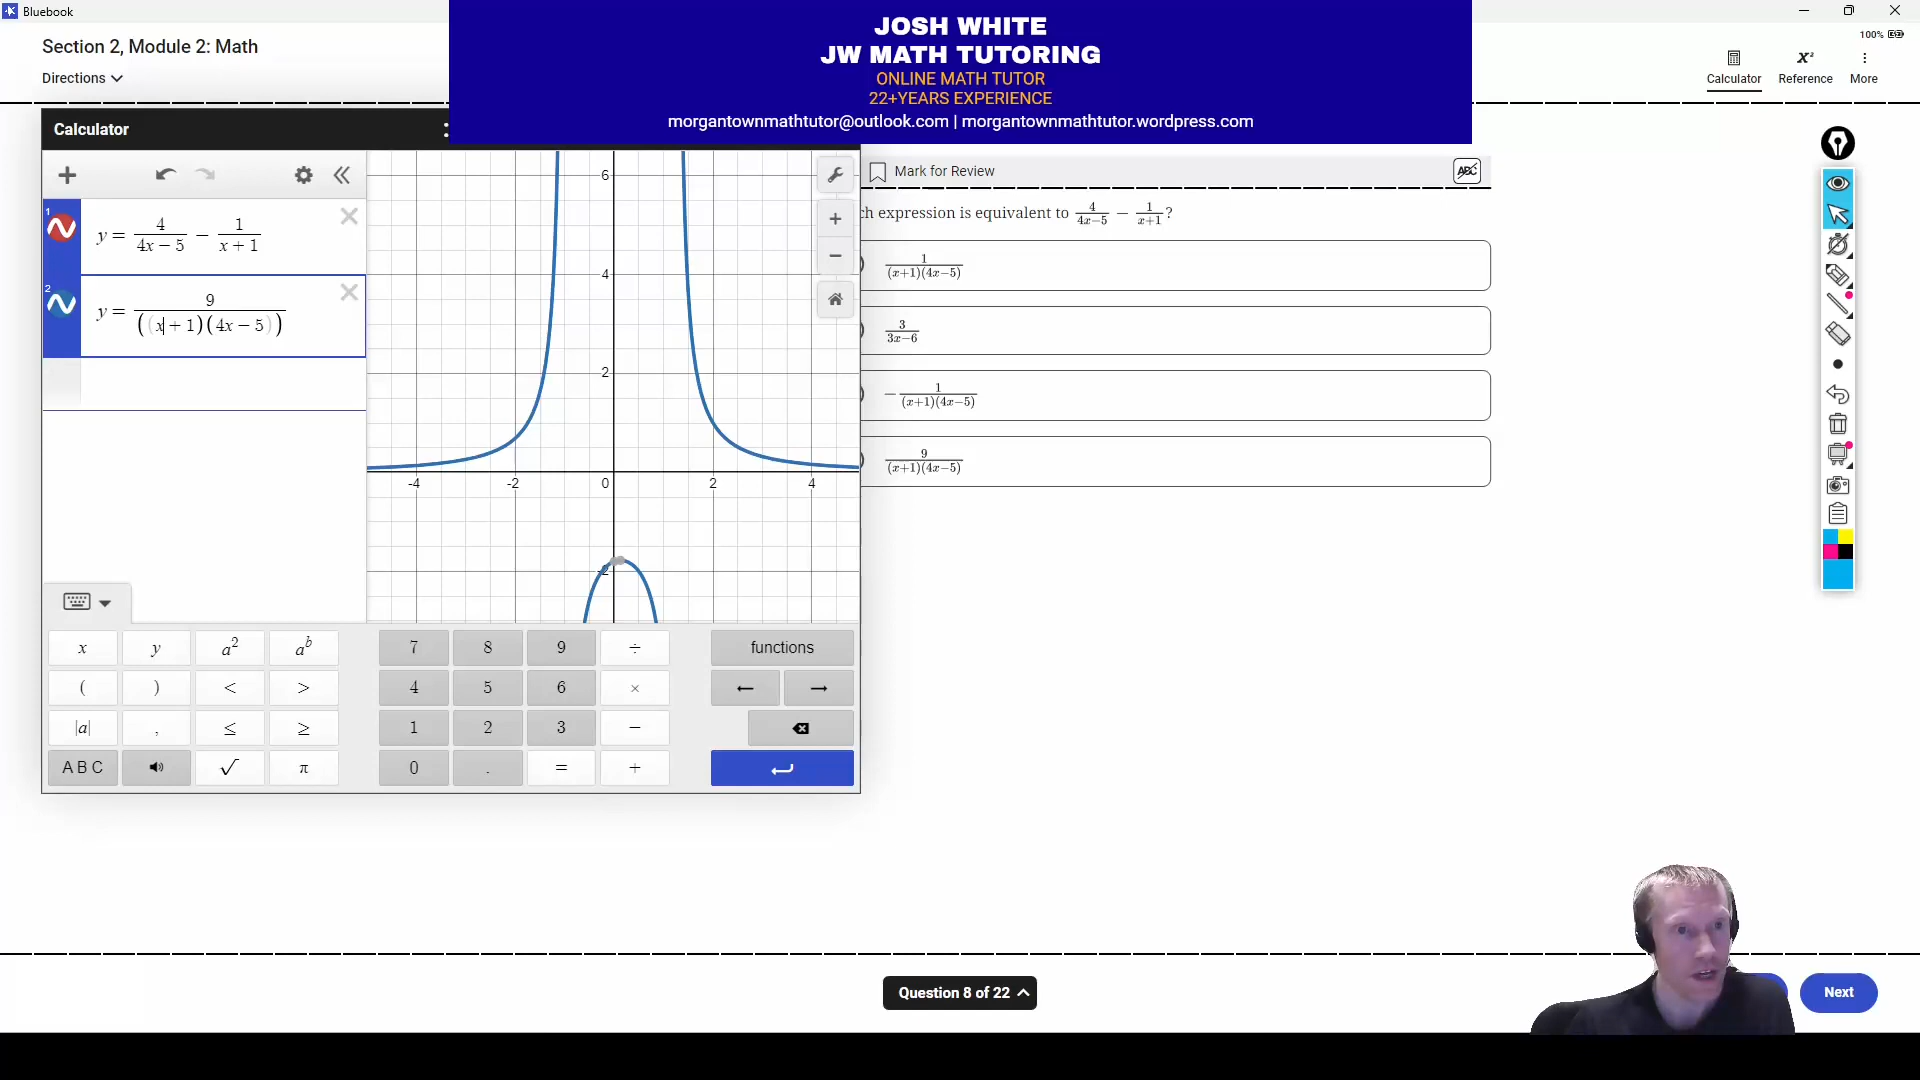 Bluebook
Section 2, Module 2: Math
Directions
JOSH WHITE
JW MATH TUTORING
ONLINE MATH TUTOR
22+YEARS EXPERIENCE
morgantownmathtutor@outlook.com | morgantownmathtutor.wordpress.com
100%
Calculator
Reference
More
Calculator
1
y = 4/(4x − 5) − 1/(x + 1)
2
y = 9/((x + 1)(4x − 5))
6
4
2
-4 -2 0 2 4
-2
Mark for Review
ABC
ch expression is equivalent to 4/(4x−5) − 1/(x+1)?
1/((x+1)(4x−5))
3/(3x−6)
−1/((x+1)(4x−5))
9/((x+1)(4x−5))
x y a² aᵇ 7 8 9 ÷ functions
( ) < > 4 5 6 × ← →
|a| , ≤ ≥ 1 2 3 −
A B C √ π 0 . = +
Question 8 of 22
Next